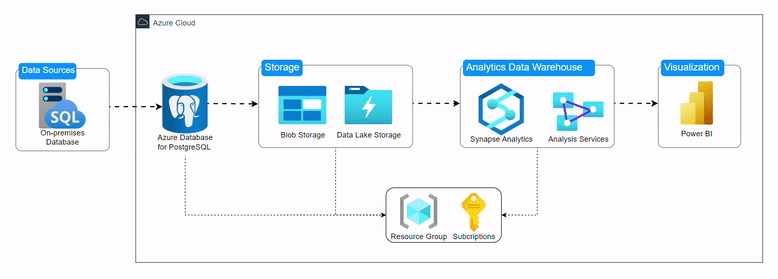 Azure Cloud
Data Sources
SQL
On-premises
Database
Azure Database
for PostgreSQL
Storage
Blob Storage
Data Lake Storage
Analytics Data Warehouse
Synapse Analytics
Analysis Services
Visualization
Power BI
Resource Group
Subcriptions